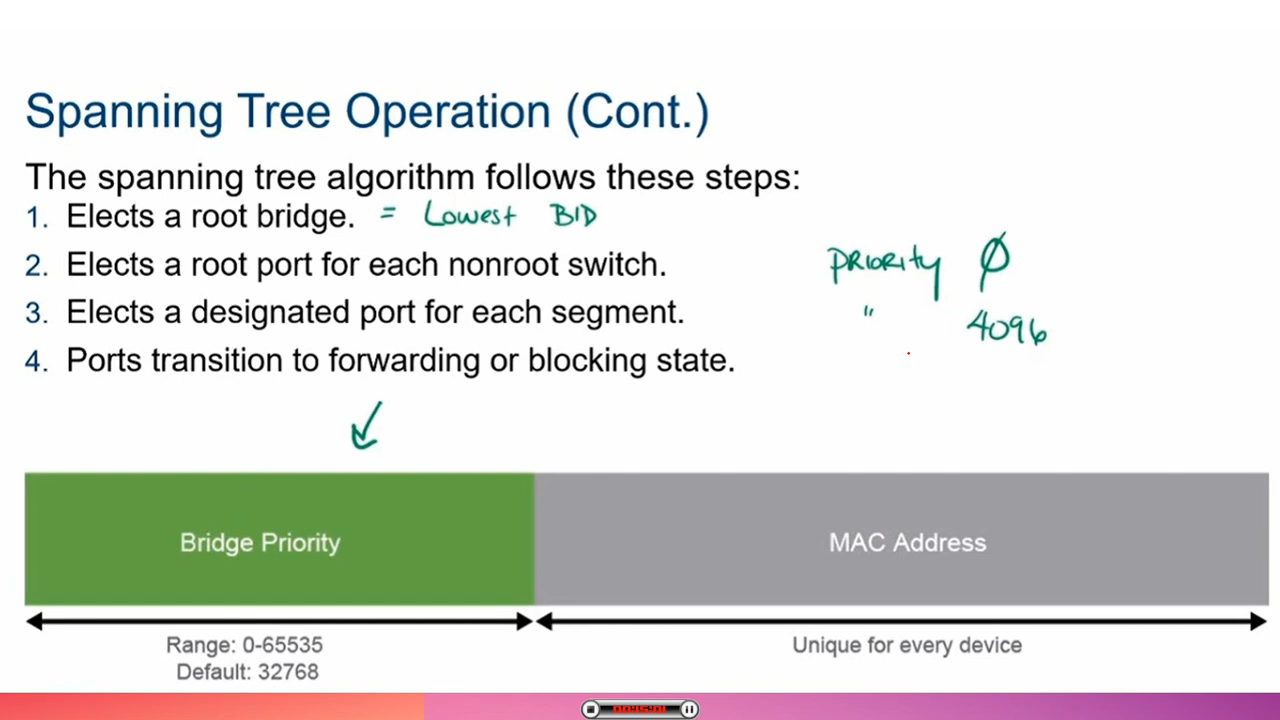 Spanning Tree Operation (Cont.)
The spanning tree algorithm follows these steps:
1. Elects a root bridge. = Lowest BID
2. Elects a root port for each nonroot switch.
PRIORITY 0
3. Elects a designated port for each segment.
" 4096
4. Ports transition to forwarding or blocking state.
Bridge Priority MAC Address
Range: 0-65535 Unique for every device
Default: 32768